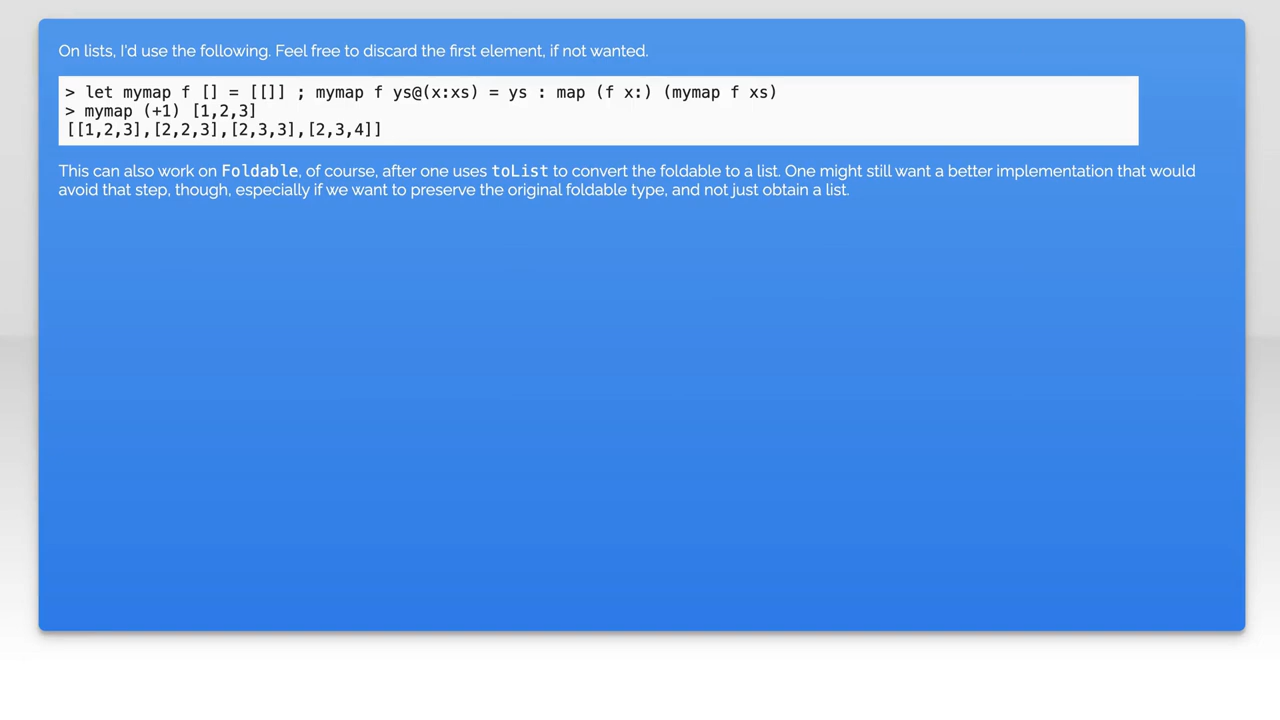 On lists, I'd use the following. Feel free to discard the first element, if not wanted.
> let mymap f [] = [[]] ; mymap f ys@(x:xs) = ys : map (f x:) (mymap f xs)
> mymap (+1) [1,2,3]
[[1,2,3],[2,2,3],[2,3,3],[2,3,4]]
This can also work on Foldable, of course, after one uses toList to convert the foldable to a list. One might still want a better implementation that would
avoid that step, though, especially if we want to preserve the original foldable type, and not just obtain a list.